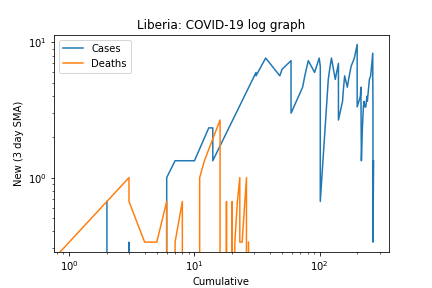 Liberia: COVID-19 log graph
Cases
Deaths
New (3 day SMA)
10¹
10⁰
10⁰
10¹
10²
Cumulative